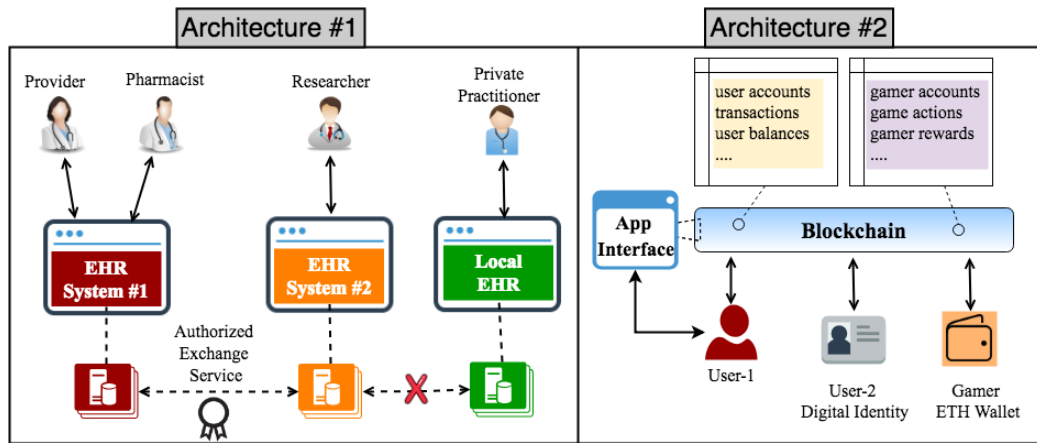 Architecture #1
Provider
Pharmacist
Researcher
Private
Practitioner
EHR
System #1
EHR
System #2
Local
EHR
Authorized
Exchange
Service
Architecture #2
user accounts
transactions
user balances
....
gamer accounts
game actions
gamer rewards
....
App
Interface
Blockchain
User-1
User-2
Digital Identity
Gamer
ETH Wallet